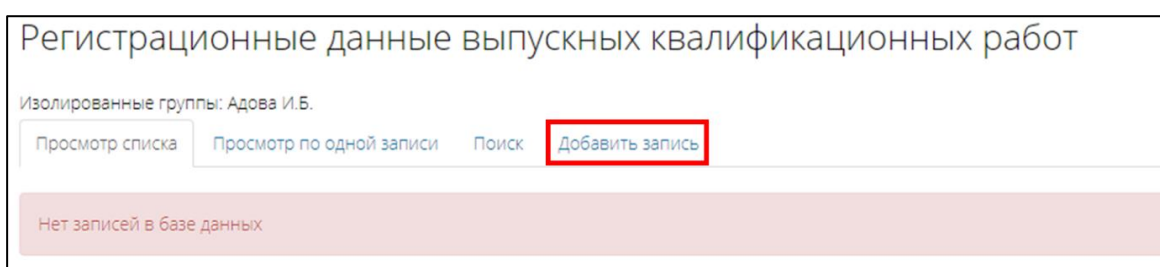 Регистрационные данные выпускных квалификационных работ
Изолированные группы: Адова И.Б.
Просмотр списка Просмотр по одной записи Поиск Добавить запись
Нет записей в базе данных